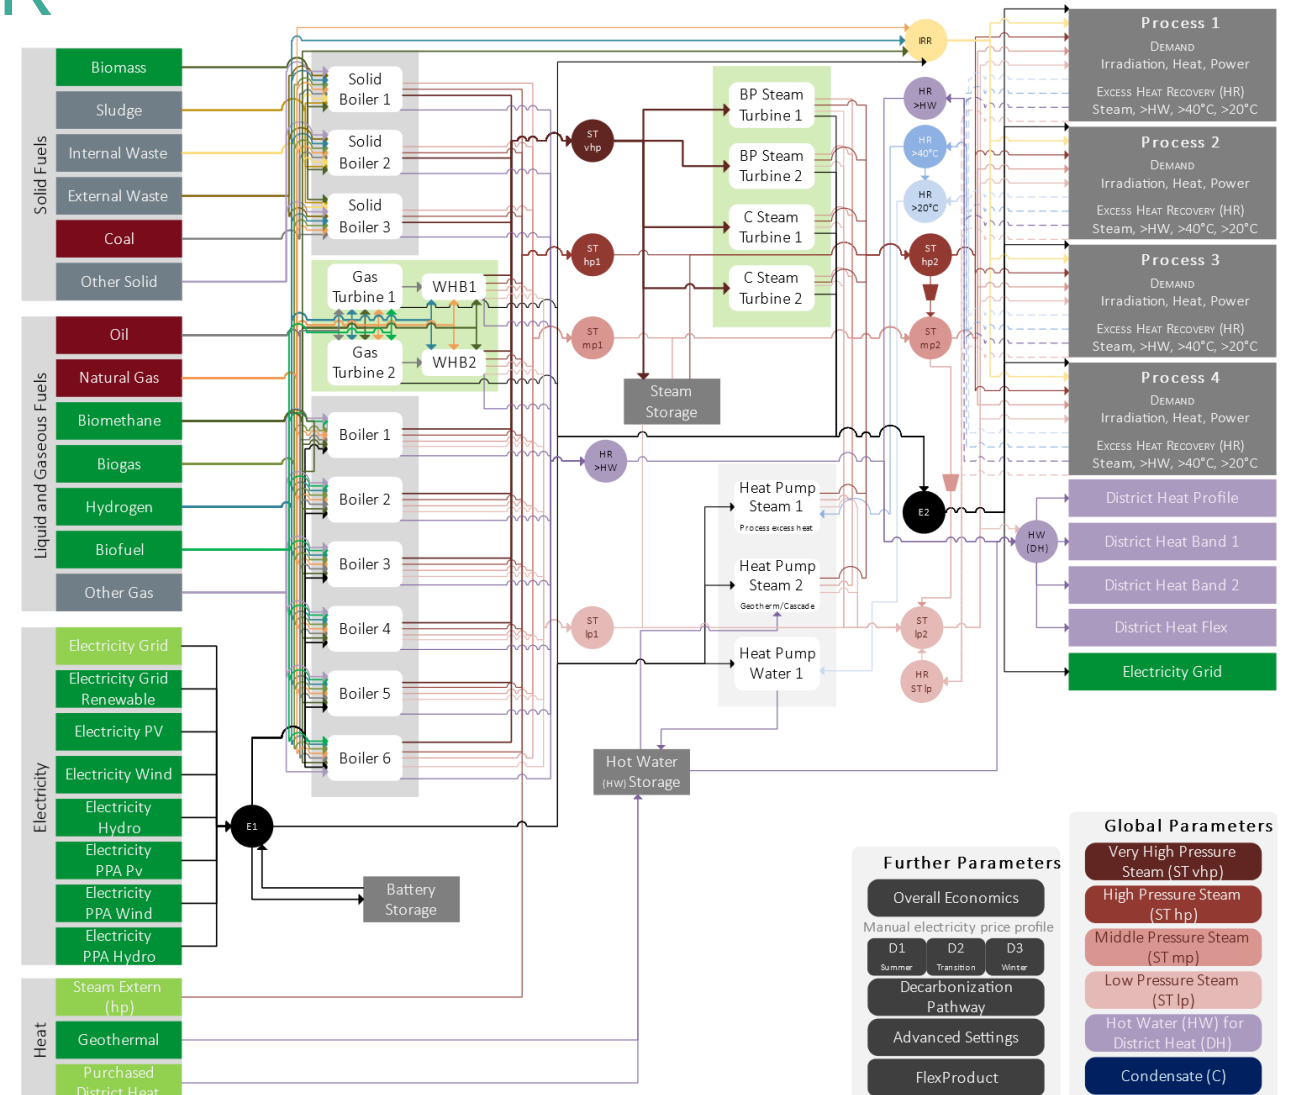 R
Solid Fuels
Biomass
Sludge
Internal Waste
External Waste
Coal
Other Solid
Liquid and Gaseous Fuels
Oil
Natural Gas
Biomethane
Biogas
Hydrogen
Biofuel
Other Gas
Electricity
Electricity Grid
Electricity Grid
Renewable
Electricity PV
Electricity Wind
Electricity
Hydro
Electricity
PPA Pv
Electricity
PPA Wind
Electricity
PPA Hydro
Heat
Steam Extern
(hp)
Geothermal
Purchased
District Heat
Solid
Boiler 1
Solid
Boiler 2
Solid
Boiler 3
Gas
Turbine 1
WHB1
Gas
Turbine 2
WHB2
Boiler 1
Boiler 2
Boiler 3
Boiler 4
Boiler 5
Boiler 6
E1
Battery
Storage
ST
vhp
ST
hp1
ST
mp1
HR
>HW
ST
lp1
BP Steam
Turbine 1
BP Steam
Turbine 2
C Steam
Turbine 1
C Steam
Turbine 2
Steam
Storage
Heat Pump
Steam 1
Process excess heat
Heat Pump
Steam 2
Geotherm/Cascade
Heat Pump
Water 1
Hot Water
(HW) Storage
IRR
HR
>HW
HR
>40°C
HR
>20°C
ST
hp2
ST
mp2
E2
ST
lp2
HR
ST lp
HW
(DH)
Process 1
Demand
Irradiation, Heat, Power
Excess Heat Recovery (HR)
Steam, >HW, >40°C, >20°C
Process 2
Demand
Irradiation, Heat, Power
Excess Heat Recovery (HR)
Steam, >HW, >40°C, >20°C
Process 3
Demand
Irradiation, Heat, Power
Excess Heat Recovery (HR)
Steam, >HW, >40°C, >20°C
Process 4
Demand
Irradiation, Heat, Power
Excess Heat Recovery (HR)
Steam, >HW, >40°C, >20°C
District Heat Profile
District Heat Band 1
District Heat Band 2
District Heat Flex
Electricity Grid
Further Parameters
Overall Economics
Manual electricity price profile
D1 D2 D3
Summer Transition Winter
Decarbonization
Pathway
Advanced Settings
FlexProduct
Global Parameters
Very High Pressure
Steam (ST vhp)
High Pressure Steam
(ST hp)
Middle Pressure Steam
(ST mp)
Low Pressure Steam
(ST lp)
Hot Water (HW) for
District Heat (DH)
Condensate (C)